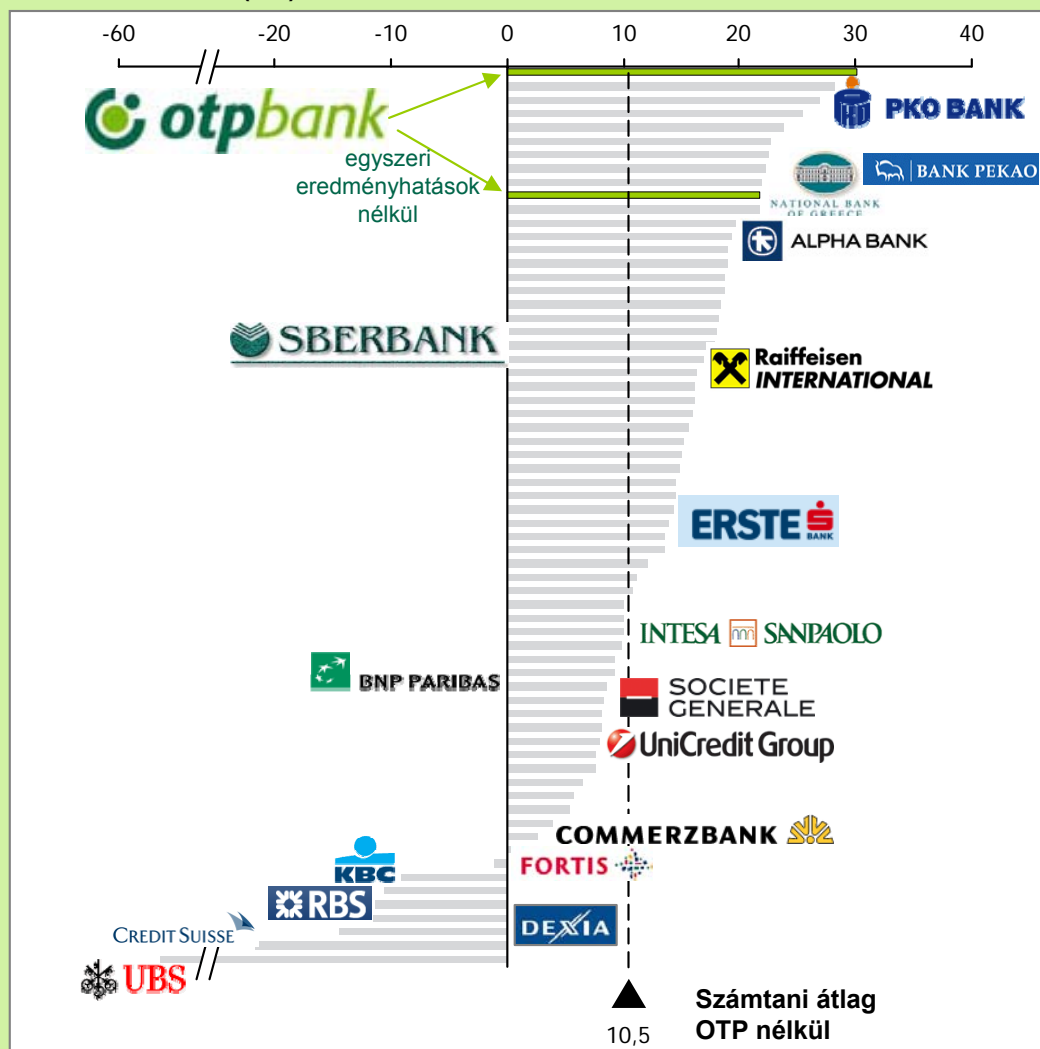 -60 -20 -10 0 10 20 30 40
otpbank
PKO BANK
egyszeri
eredményhatások
nélkül
BANK PEKAO
NATIONAL BANK
OF GREECE
ALPHA BANK
SBERBANK
Raiffeisen
INTERNATIONAL
ERSTE
BANK
INTESA SANPAOLO
BNP PARIBAS
SOCIETE
GENERALE
UniCredit Group
COMMERZBANK
KBC
FORTIS
RBS
DEXIA
CREDIT SUISSE
UBS
Számtani átlag
OTP nélkül
10,5